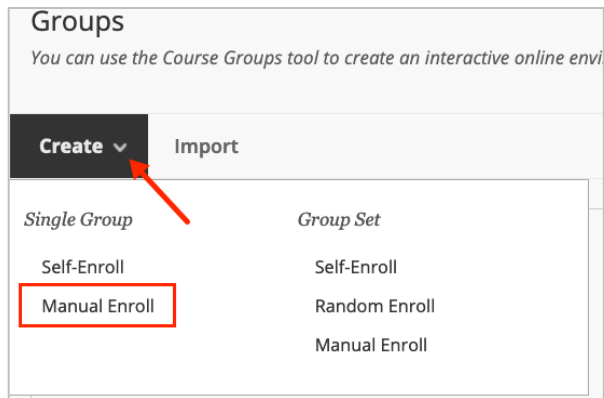 Groups
You can use the Course Groups tool to create an interactive online envi
Create Import
Single Group Group Set
Self-Enroll Self-Enroll
Manual Enroll Random Enroll
Manual Enroll